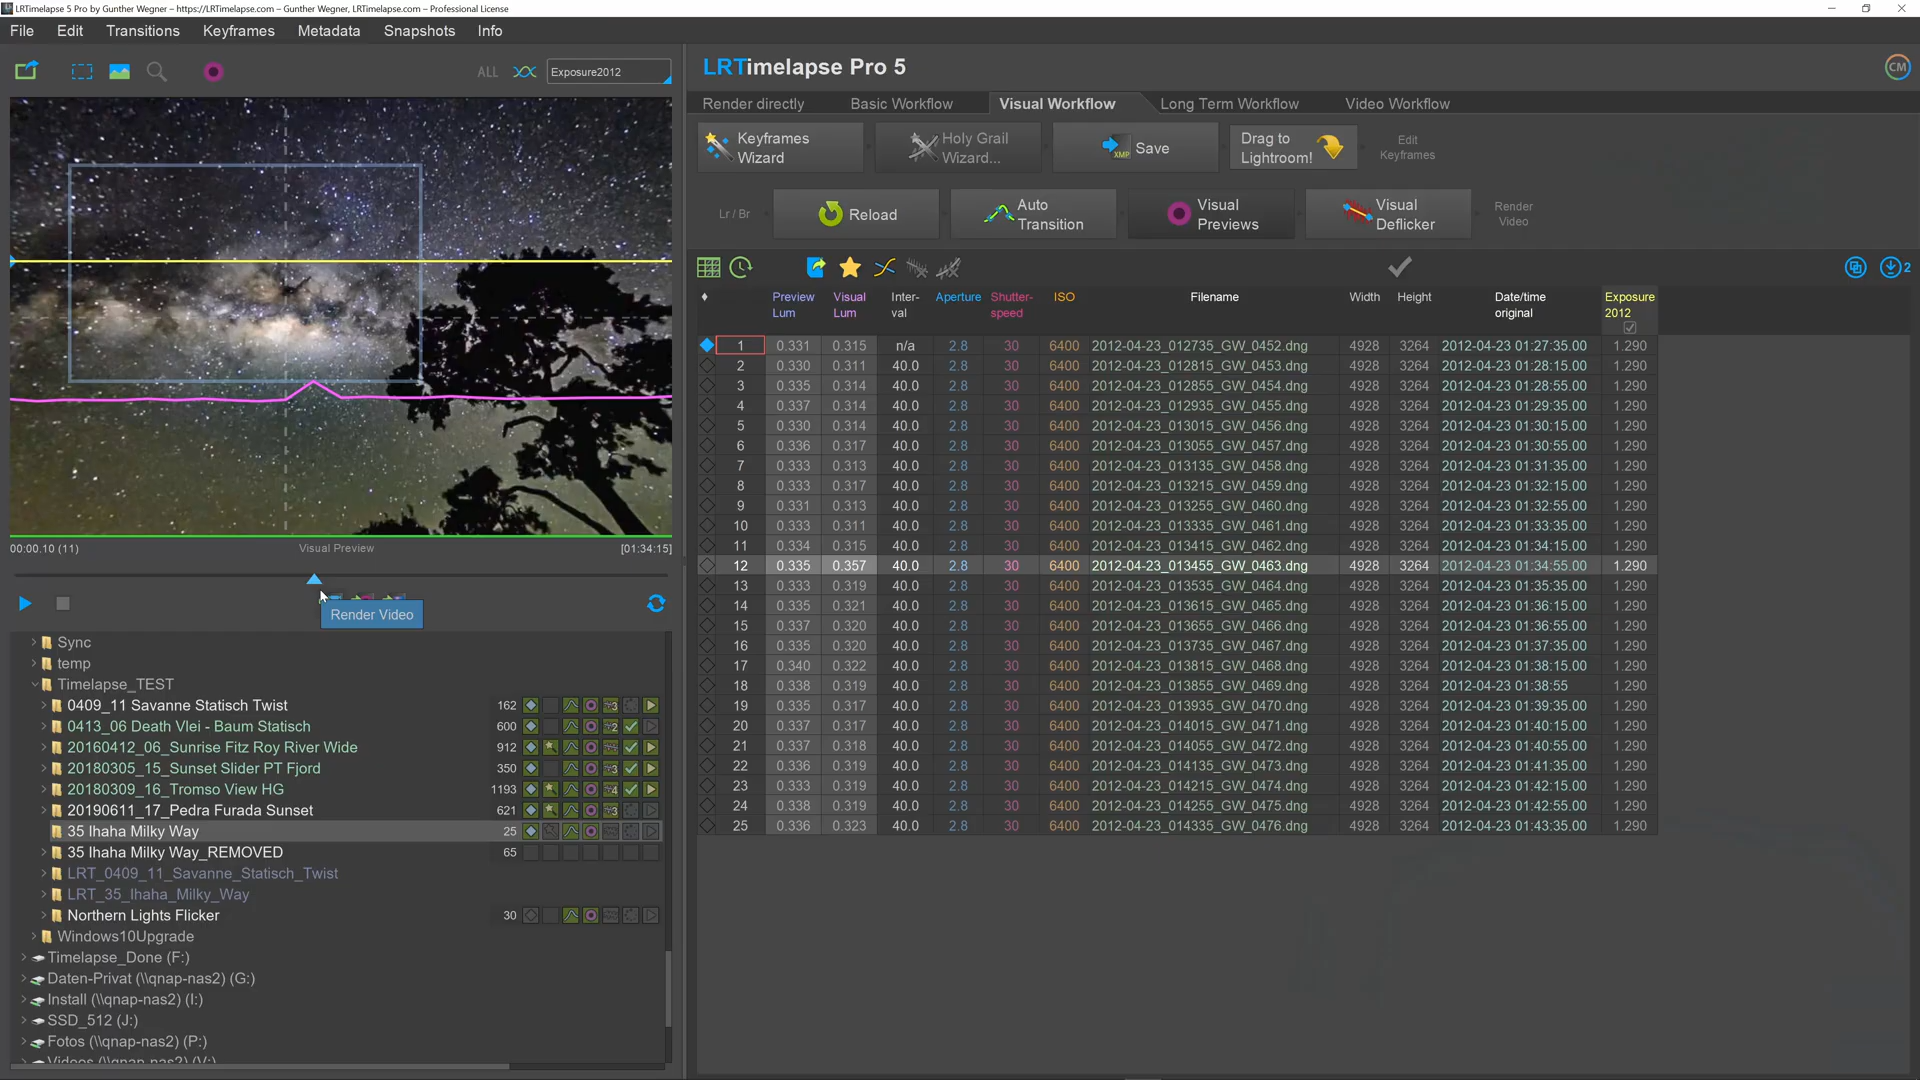 LRTimelapse 5 Pro by Gunther Wegner – https://LRTimelapse.com – Gunther Wegner, LRTimelapse.com – Professional License
File Edit Transitions Keyframes Metadata Snapshots Info
ALL Exposure2012
00:00.10 (11) Visual Preview [01:34:15]
Render Video
Sync
temp
Timelapse_TEST
0409_11 Savanne Statisch Twist 162 3
0413_06 Death Vlei - Baum Statisch 600 2
20160412_06_Sunrise Fitz Roy River Wide 912
20180305_15_Sunset Slider PT Fjord 350 3
20180309_16_Tromso View HG 1193 4
20190611_17_Pedra Furada Sunset 621 3
35 Ihaha Milky Way 25
35 Ihaha Milky Way_REMOVED 65
LRT_0409_11_Savanne_Statisch_Twist
LRT_35_Ihaha_Milky_Way
Northern Lights Flicker 30
Windows10Upgrade
Timelapse_Done (F:)
Daten-Privat (\\qnap-nas2) (G:)
Install (\\qnap-nas2) (I:)
SSD_512 (J:)
Fotos (\\qnap-nas2) (P:)
Videos (\\qnap-nas2) (V:)
LRTimelapse Pro 5
CM
Render directly Basic Workflow Visual Workflow Long Term Workflow Video Workflow
Keyframes Wizard
Holy Grail Wizard...
XMP Save
Drag to Lightroom!
Edit Keyframes
Lr / Br
Reload
Auto Transition
Visual Previews
Visual Deflicker
Render Video
2
Preview Lum Visual Lum Inter-val Aperture Shutter-speed ISO Filename Width Height Date/time original Exposure 2012
1 0.331 0.315 n/a 2.8 30 6400 2012-04-23_012735_GW_0452.dng 4928 3264 2012-04-23 01:27:35.00 1.290
2 0.330 0.311 40.0 2.8 30 6400 2012-04-23_012815_GW_0453.dng 4928 3264 2012-04-23 01:28:15.00 1.290
3 0.335 0.314 40.0 2.8 30 6400 2012-04-23_012855_GW_0454.dng 4928 3264 2012-04-23 01:28:55.00 1.290
4 0.337 0.314 40.0 2.8 30 6400 2012-04-23_012935_GW_0455.dng 4928 3264 2012-04-23 01:29:35.00 1.290
5 0.330 0.314 40.0 2.8 30 6400 2012-04-23_013015_GW_0456.dng 4928 3264 2012-04-23 01:30:15.00 1.290
6 0.336 0.317 40.0 2.8 30 6400 2012-04-23_013055_GW_0457.dng 4928 3264 2012-04-23 01:30:55.00 1.290
7 0.333 0.313 40.0 2.8 30 6400 2012-04-23_013135_GW_0458.dng 4928 3264 2012-04-23 01:31:35.00 1.290
8 0.333 0.317 40.0 2.8 30 6400 2012-04-23_013215_GW_0459.dng 4928 3264 2012-04-23 01:32:15.00 1.290
9 0.331 0.313 40.0 2.8 30 6400 2012-04-23_013255_GW_0460.dng 4928 3264 2012-04-23 01:32:55.00 1.290
10 0.333 0.311 40.0 2.8 30 6400 2012-04-23_013335_GW_0461.dng 4928 3264 2012-04-23 01:33:35.00 1.290
11 0.334 0.315 40.0 2.8 30 6400 2012-04-23_013415_GW_0462.dng 4928 3264 2012-04-23 01:34:15.00 1.290
12 0.335 0.357 40.0 2.8 30 6400 2012-04-23_013455_GW_0463.dng 4928 3264 2012-04-23 01:34:55.00 1.290
13 0.333 0.319 40.0 2.8 30 6400 2012-04-23_013535_GW_0464.dng 4928 3264 2012-04-23 01:35:35.00 1.290
14 0.335 0.321 40.0 2.8 30 6400 2012-04-23_013615_GW_0465.dng 4928 3264 2012-04-23 01:36:15.00 1.290
15 0.337 0.320 40.0 2.8 30 6400 2012-04-23_013655_GW_0466.dng 4928 3264 2012-04-23 01:36:55.00 1.290
16 0.335 0.320 40.0 2.8 30 6400 2012-04-23_013735_GW_0467.dng 4928 3264 2012-04-23 01:37:35.00 1.290
17 0.340 0.322 40.0 2.8 30 6400 2012-04-23_013815_GW_0468.dng 4928 3264 2012-04-23 01:38:15.00 1.290
18 0.338 0.319 40.0 2.8 30 6400 2012-04-23_013855_GW_0469.dng 4928 3264 2012-04-23 01:38:55 1.290
19 0.335 0.317 40.0 2.8 30 6400 2012-04-23_013935_GW_0470.dng 4928 3264 2012-04-23 01:39:35.00 1.290
20 0.337 0.317 40.0 2.8 30 6400 2012-04-23_014015_GW_0471.dng 4928 3264 2012-04-23 01:40:15.00 1.290
21 0.337 0.318 40.0 2.8 30 6400 2012-04-23_014055_GW_0472.dng 4928 3264 2012-04-23 01:40:55.00 1.290
22 0.336 0.319 40.0 2.8 30 6400 2012-04-23_014135_GW_0473.dng 4928 3264 2012-04-23 01:41:35.00 1.290
23 0.339 0.319 40.0 2.8 30 6400 2012-04-23_014215_GW_0474.dng 4928 3264 2012-04-23 01:42:15.00 1.290
24 0.338 0.319 40.0 2.8 30 6400 2012-04-23_014255_GW_0475.dng 4928 3264 2012-04-23 01:42:55.00 1.290
25 0.336 0.323 40.0 2.8 30 6400 2012-04-23_014335_GW_0476.dng 4928 3264 2012-04-23 01:43:35.00 1.290